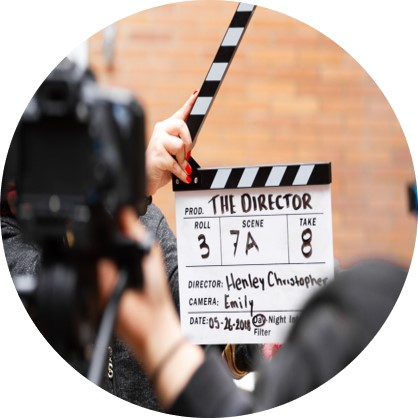 PROD. THE DIRECTOR
ROLL SCENE TAKE
3 7A 8
DIRECTOR: Henley Christopher
CAMERA: Emily
DATE: 05-26-2018 Day Night Int
Filter